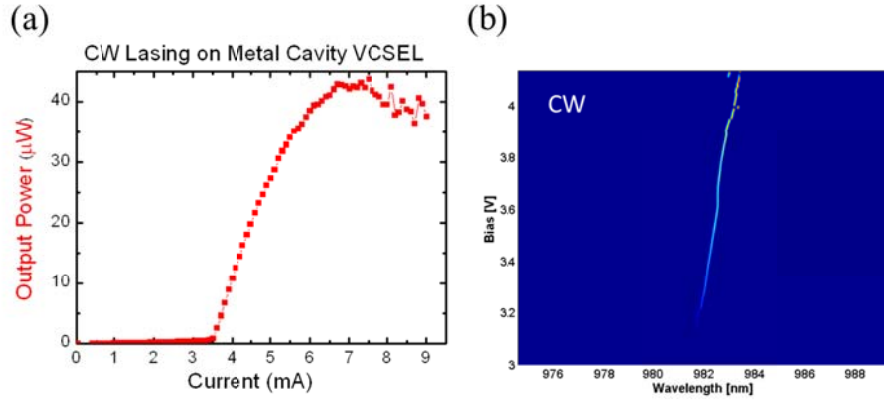 (a)
CW Lasing on Metal Cavity VCSEL
Output Power (μW)
40
30
20
10
0
0 1 2 3 4 5 6 7 8 9
Current (mA)
(b)
CW
Bias [V]
4
3.8
3.6
3.4
3.2
3
976 978 980 982 984 986 988
Wavelength [nm]